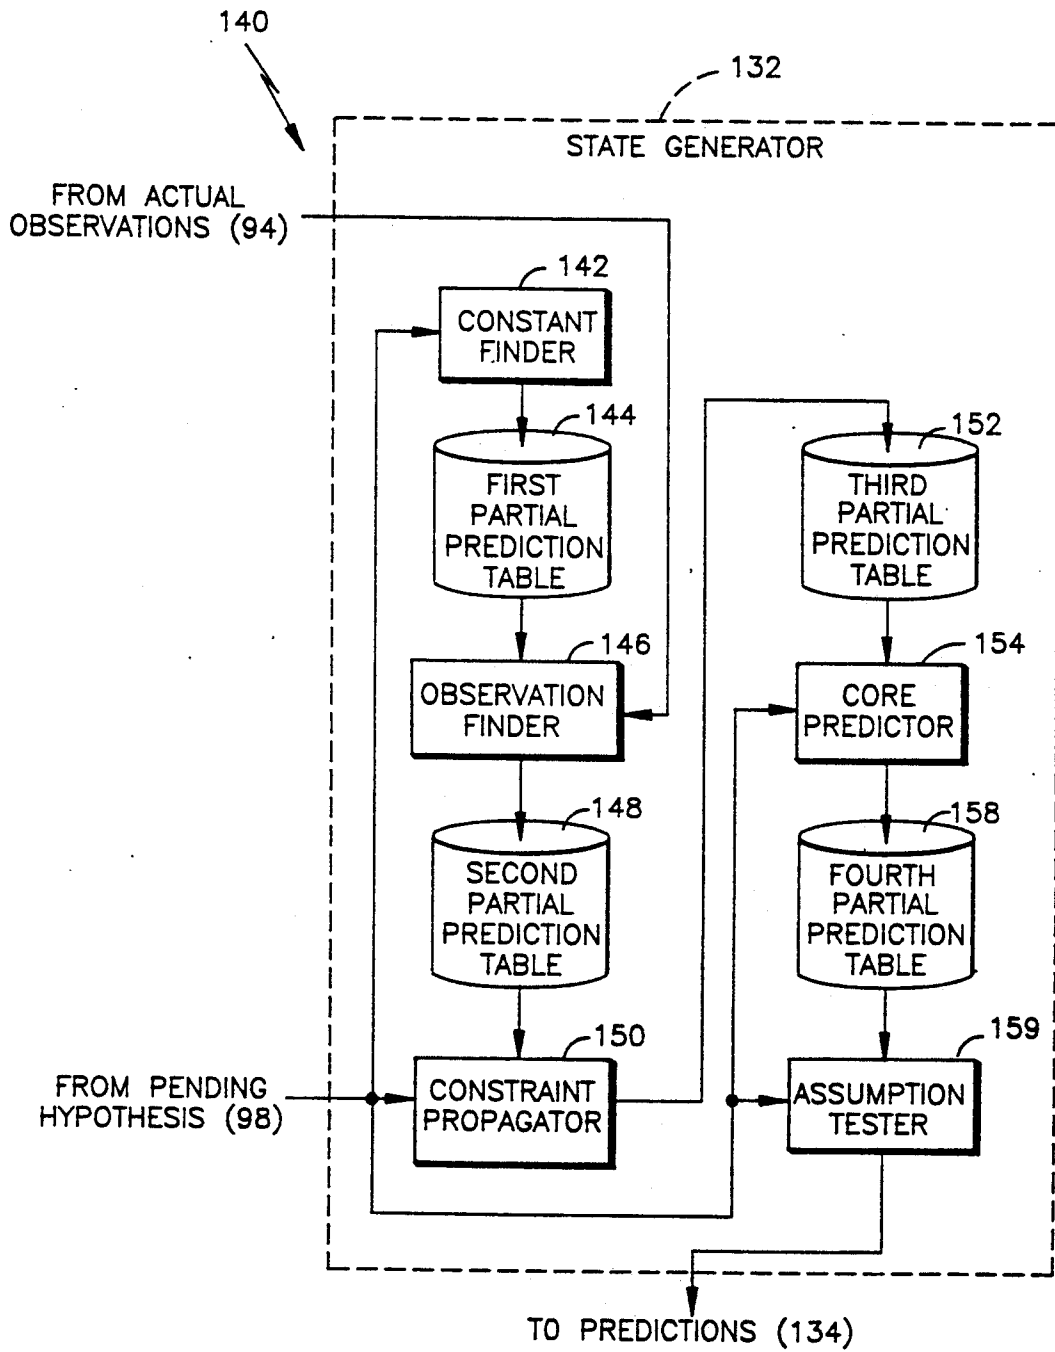 140
132
STATE GENERATOR
FROM ACTUAL
OBSERVATIONS (94)
142
CONSTANT
FINDER
144
FIRST
PARTIAL
PREDICTION
TABLE
146
OBSERVATION
FINDER
148
SECOND
PARTIAL
PREDICTION
TABLE
150
CONSTRAINT
PROPAGATOR
FROM PENDING
HYPOTHESIS (98)
152
THIRD
PARTIAL
PREDICTION
TABLE
154
CORE
PREDICTOR
158
FOURTH
PARTIAL
PREDICTION
TABLE
159
ASSUMPTION
TESTER
TO PREDICTIONS (134)